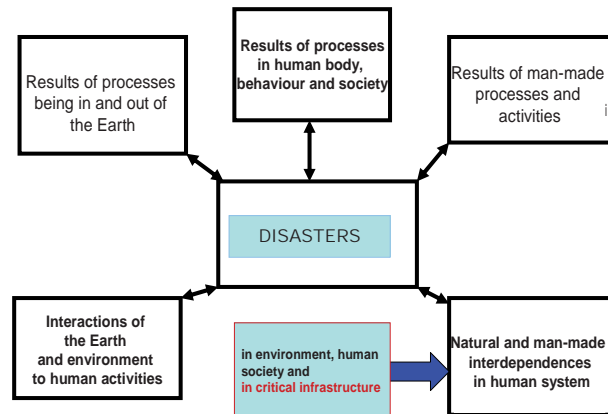 Results of processes
in human body,
behaviour and society
Results of processes
being in and out of
the Earth
Results of man-made
processes and
activities
i
DISASTERS
Interactions of
the Earth
and environment
to human activities
in environment, human
society and
in critical infrastructure
Natural and man-made
interdependences
in human system